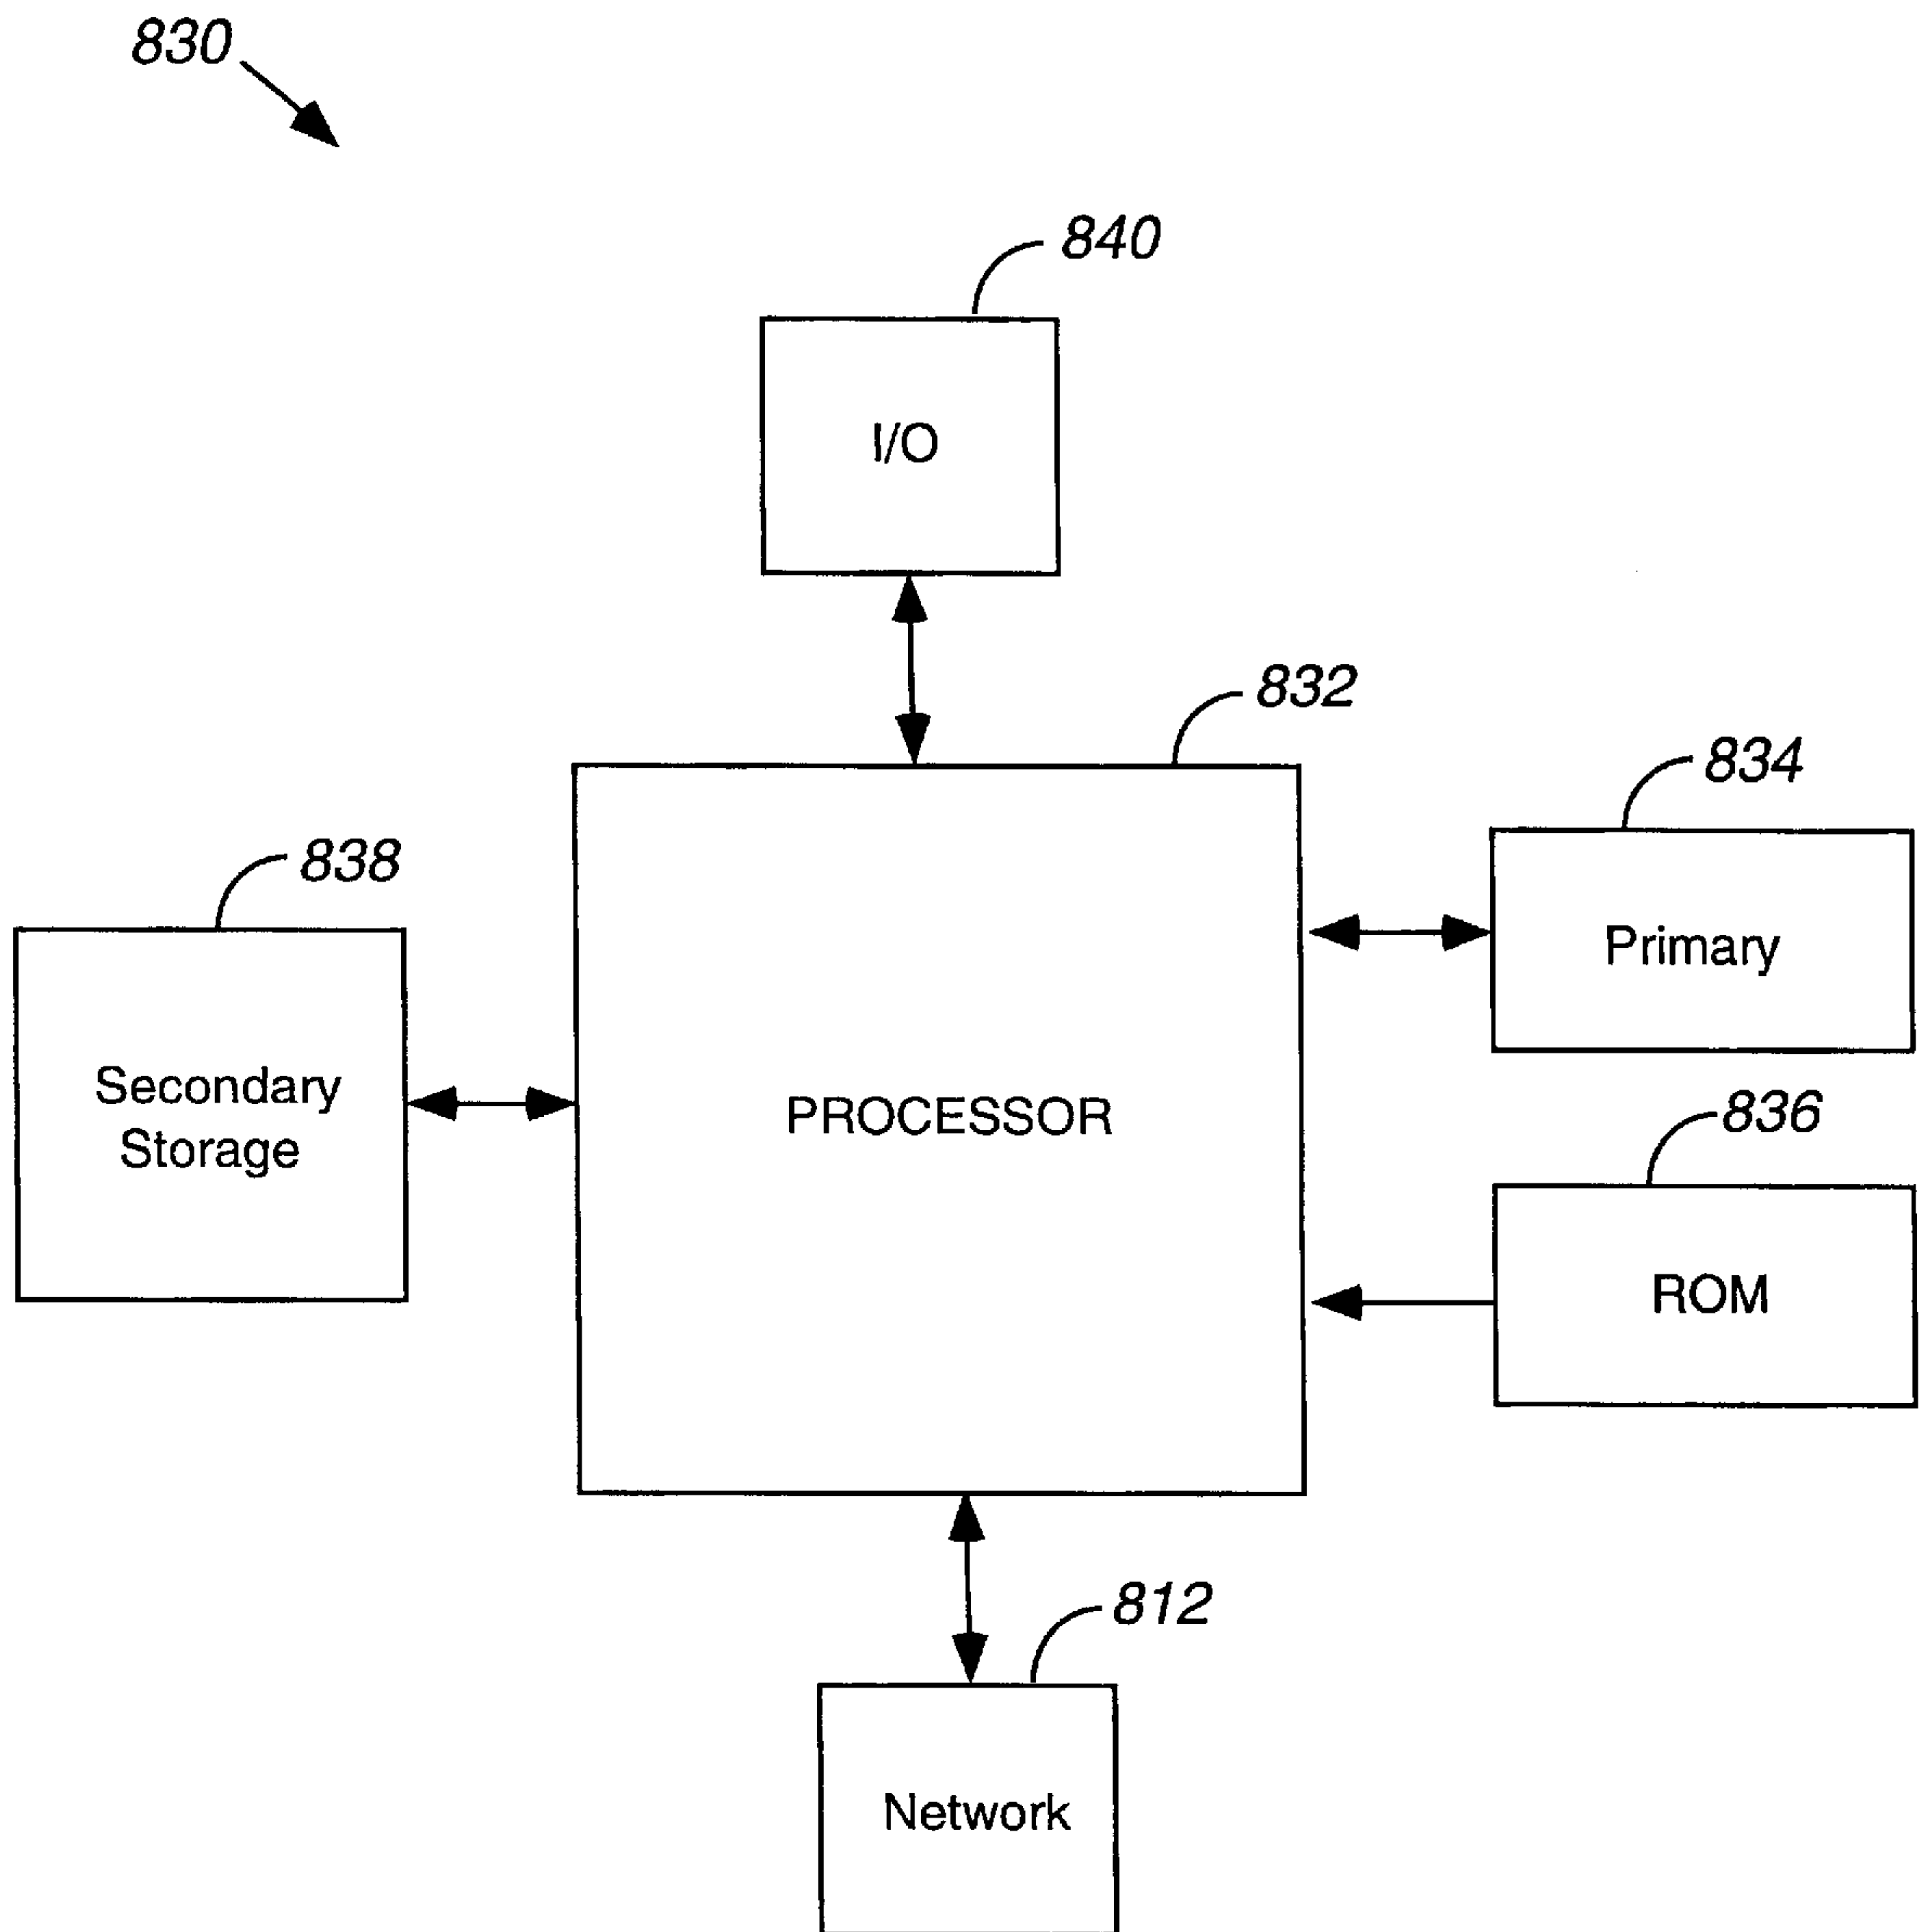 830
840
I/O
832
834
838
Primary
Secondary
Storage
PROCESSOR
836
ROM
812
Network